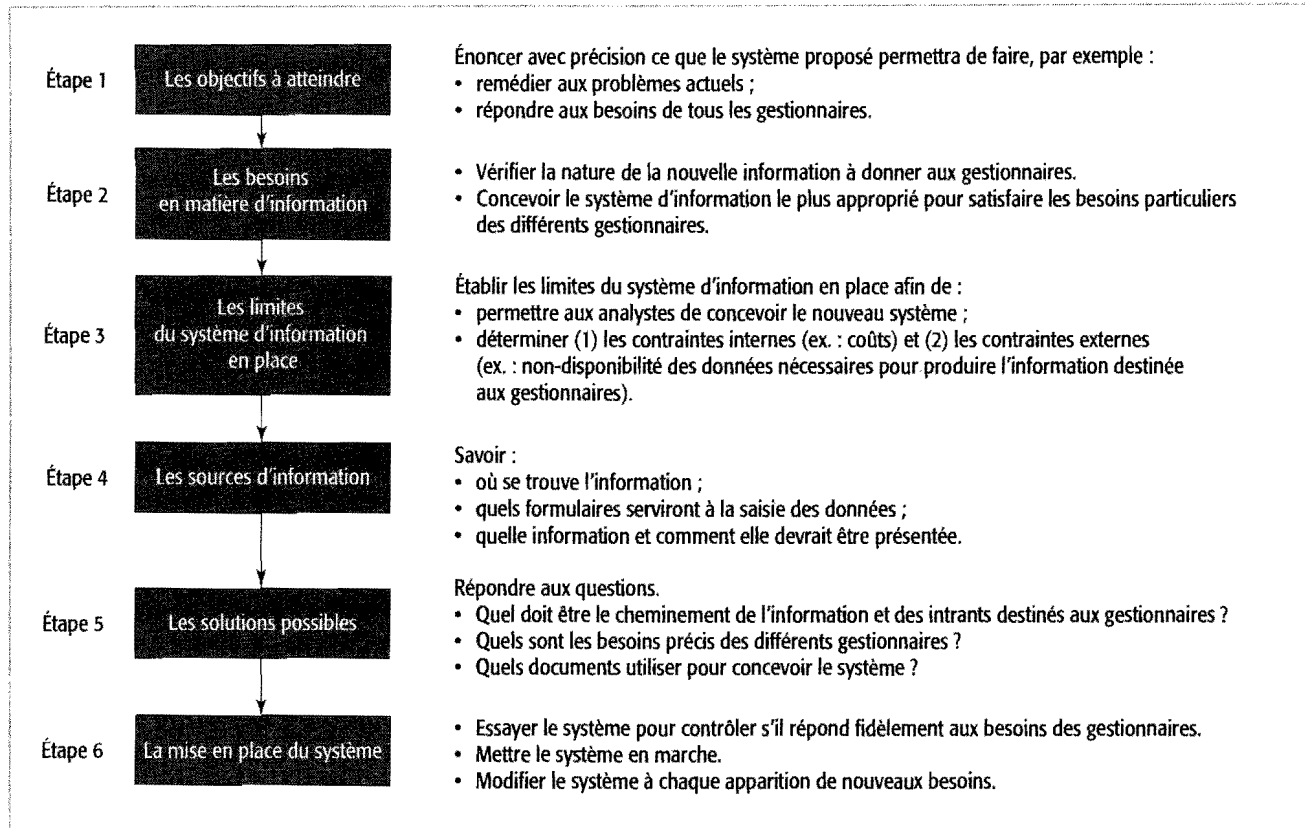 Étape 1
Les objectifs à atteindre
Énoncer avec précision ce que le système proposé permettra de faire, par exemple :
• remédier aux problèmes actuels ;
• répondre aux besoins de tous les gestionnaires.
Étape 2
Les besoins
en matière d'information
• Vérifier la nature de la nouvelle information à donner aux gestionnaires.
• Concevoir le système d'information le plus approprié pour satisfaire les besoins particuliers
des différents gestionnaires.
Étape 3
Les limites
du système d'information
en place
Établir les limites du système d'information en place afin de :
• permettre aux analystes de concevoir le nouveau système ;
• déterminer (1) les contraintes internes (ex. : coûts) et (2) les contraintes externes
(ex. : non-disponibilité des données nécessaires pour produire l'information destinée
aux gestionnaires).
Étape 4
Les sources d'information
Savoir :
• où se trouve l'information ;
• quels formulaires serviront à la saisie des données ;
• quelle information et comment elle devrait être présentée.
Étape 5
Les solutions possibles
Répondre aux questions.
• Quel doit être le cheminement de l'information et des intrants destinés aux gestionnaires ?
• Quels sont les besoins précis des différents gestionnaires ?
• Quels documents utiliser pour concevoir le système ?
Étape 6
La mise en place du système
• Essayer le système pour contrôler s'il répond fidèlement aux besoins des gestionnaires.
• Mettre le système en marche.
• Modifier le système à chaque apparition de nouveaux besoins.